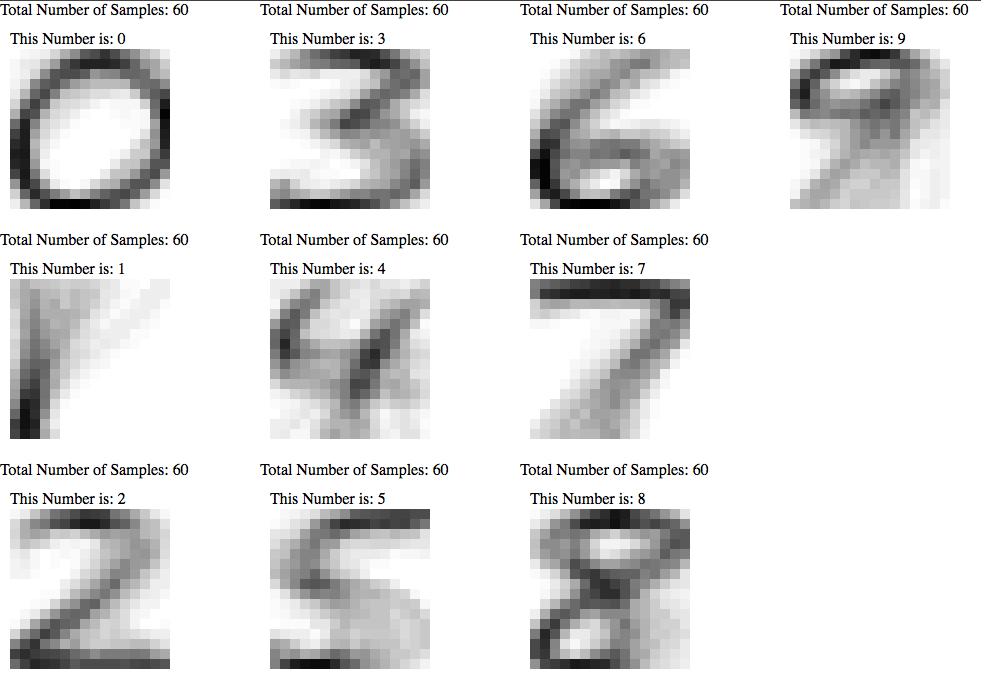 Total Number of Samples: 60
This Number is: 0
Total Number of Samples: 60
This Number is: 3
Total Number of Samples: 60
This Number is: 6
Total Number of Samples: 60
This Number is: 9
Total Number of Samples: 60
This Number is: 1
Total Number of Samples: 60
This Number is: 4
Total Number of Samples: 60
This Number is: 7
Total Number of Samples: 60
This Number is: 2
Total Number of Samples: 60
This Number is: 5
Total Number of Samples: 60
This Number is: 8